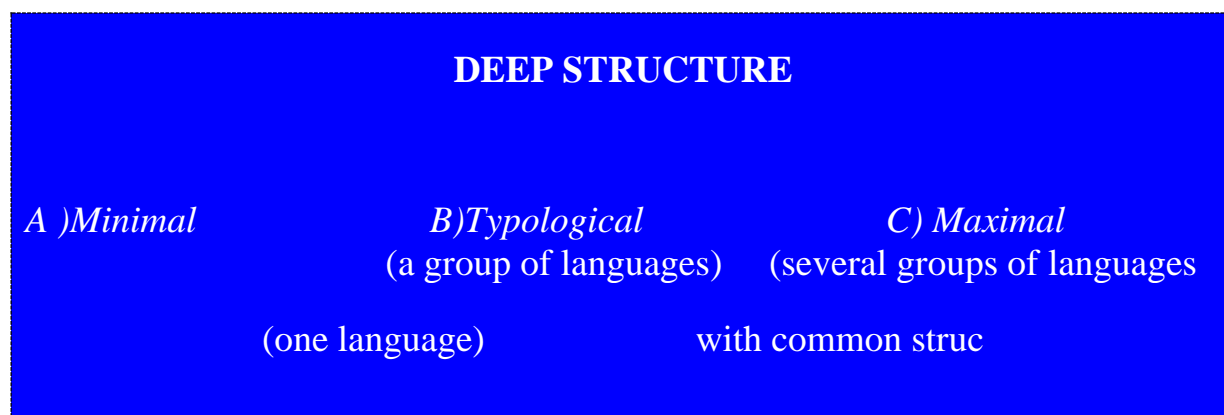 DEEP STRUCTURE
A )Minimal B)Typological C) Maximal
(a group of languages) (several groups of languages
(one language) with common struc